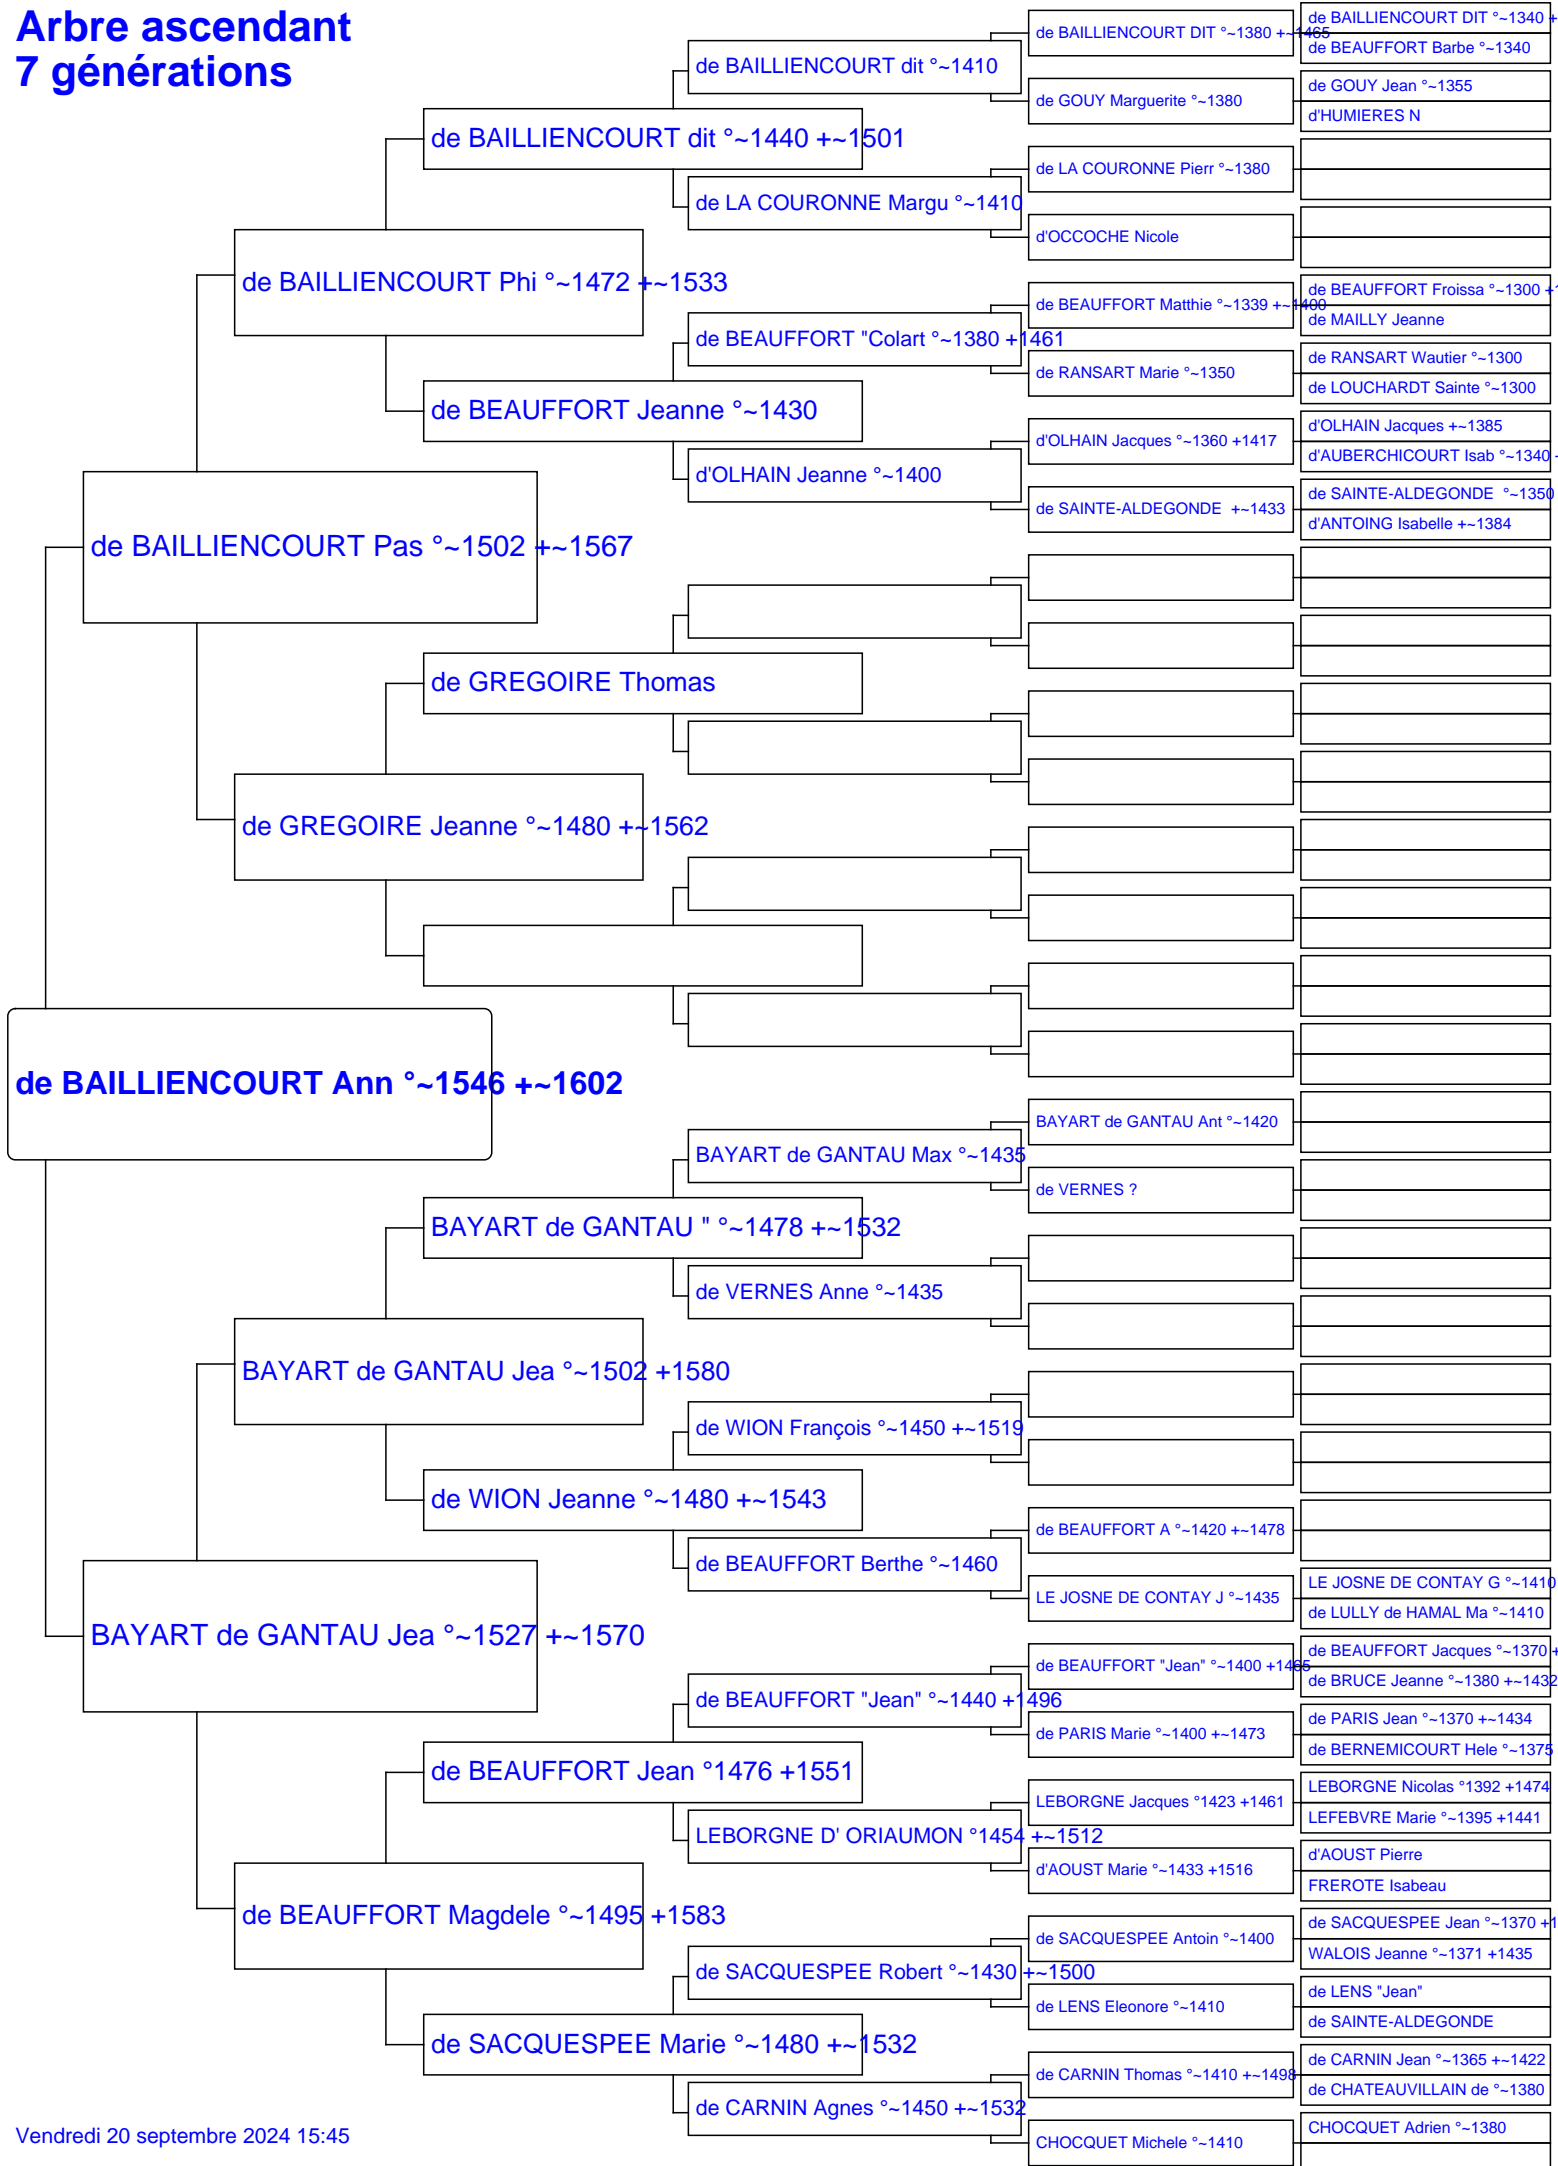 Arbre ascendant
7 générations
de BAILLIENCOURT DIT °~1340 +
de BAILLIENCOURT DIT °~1380 +~1465
de BEAUFFORT Barbe °~1340
de BAILLIENCOURT dit °~1410
de GOUY Jean °~1355
de GOUY Marguerite °~1380
d'HUMIERES N
de BAILLIENCOURT dit °~1440 +~1501
de LA COURONNE Pierr °~1380
de LA COURONNE Margu °~1410
d'OCCOCHE Nicole
de BAILLIENCOURT Phi °~1472 +~1533
de BEAUFFORT Froissa °~1300 +1
de BEAUFFORT Matthie °~1339 +~1400
de MAILLY Jeanne
de BEAUFFORT "Colart °~1380 +1461
de RANSART Wautier °~1300
de RANSART Marie °~1350
de LOUCHARDT Sainte °~1300
de BEAUFFORT Jeanne °~1430
d'OLHAIN Jacques +~1385
d'OLHAIN Jacques °~1360 +1417
d'AUBERCHICOURT Isab °~1340 +
d'OLHAIN Jeanne °~1400
de SAINTE-ALDEGONDE  °~1350
de SAINTE-ALDEGONDE  +~1433
d'ANTOING Isabelle +~1384
de BAILLIENCOURT Pas °~1502 +~1567
de GREGOIRE Thomas
de GREGOIRE Jeanne °~1480 +~1562
de BAILLIENCOURT Ann °~1546 +~1602
BAYART de GANTAU Ant °~1420
BAYART de GANTAU Max °~1435
de VERNES ?
BAYART de GANTAU " °~1478 +~1532
de VERNES Anne °~1435
BAYART de GANTAU Jea °~1502 +1580
de WION François °~1450 +~1519
de WION Jeanne °~1480 +~1543
de BEAUFFORT A °~1420 +~1478
de BEAUFFORT Berthe °~1460
LE JOSNE DE CONTAY G °~1410
LE JOSNE DE CONTAY J °~1435
de LULLY de HAMAL Ma °~1410
BAYART de GANTAU Jea °~1527 +~1570
de BEAUFFORT Jacques °~1370 +
de BEAUFFORT "Jean" °~1400 +1465
de BRUCE Jeanne °~1380 +~1432
de BEAUFFORT "Jean" °~1440 +1496
de PARIS Jean °~1370 +~1434
de PARIS Marie °~1400 +~1473
de BERNEMICOURT Hele °~1375
de BEAUFFORT Jean °1476 +1551
LEBORGNE Nicolas °1392 +1474
LEBORGNE Jacques °1423 +1461
LEFEBVRE Marie °~1395 +1441
LEBORGNE D' ORIAUMON °1454 +~1512
d'AOUST Pierre
d'AOUST Marie °~1433 +1516
FREROTE Isabeau
de BEAUFFORT Magdele °~1495 +1583
de SACQUESPEE Jean °~1370 +1
de SACQUESPEE Antoin °~1400
WALOIS Jeanne °~1371 +1435
de SACQUESPEE Robert °~1430 +~1500
de LENS "Jean"
de LENS Eleonore °~1410
de SAINTE-ALDEGONDE
de SACQUESPEE Marie °~1480 +~1532
de CARNIN Jean °~1365 +~1422
de CARNIN Thomas °~1410 +~1498
de CHATEAUVILLAIN de °~1380
de CARNIN Agnes °~1450 +~1532
CHOCQUET Adrien °~1380
CHOCQUET Michele °~1410
Vendredi 20 septembre 2024 15:45